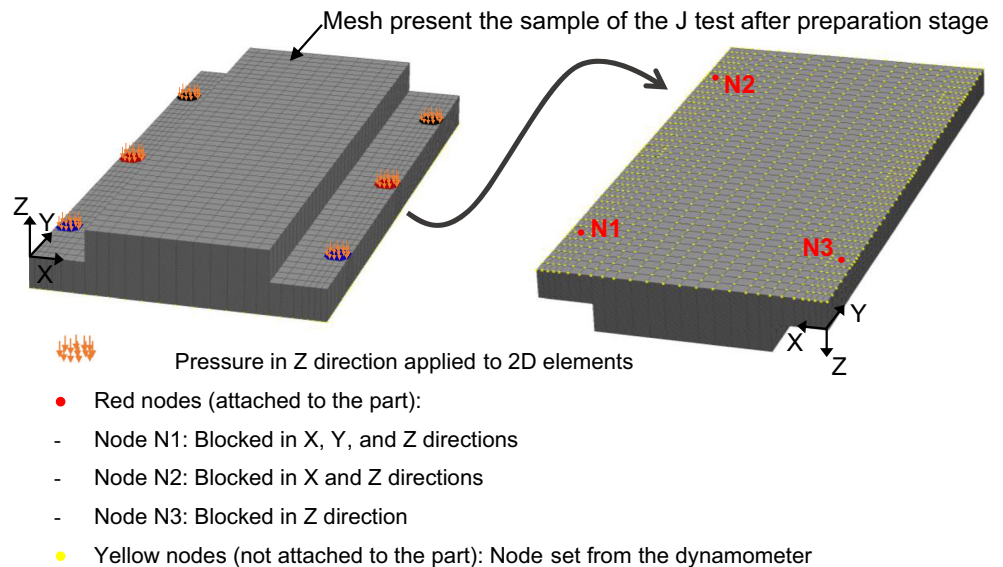 Mesh present the sample of the J test after preparation stage
N2
N1
N3
Z
Y
X
Y
X
Z
Pressure in Z direction applied to 2D elements
• Red nodes (attached to the part):
- Node N1: Blocked in X, Y, and Z directions
- Node N2: Blocked in X and Z directions
- Node N3: Blocked in Z direction
• Yellow nodes (not attached to the part): Node set from the dynamometer